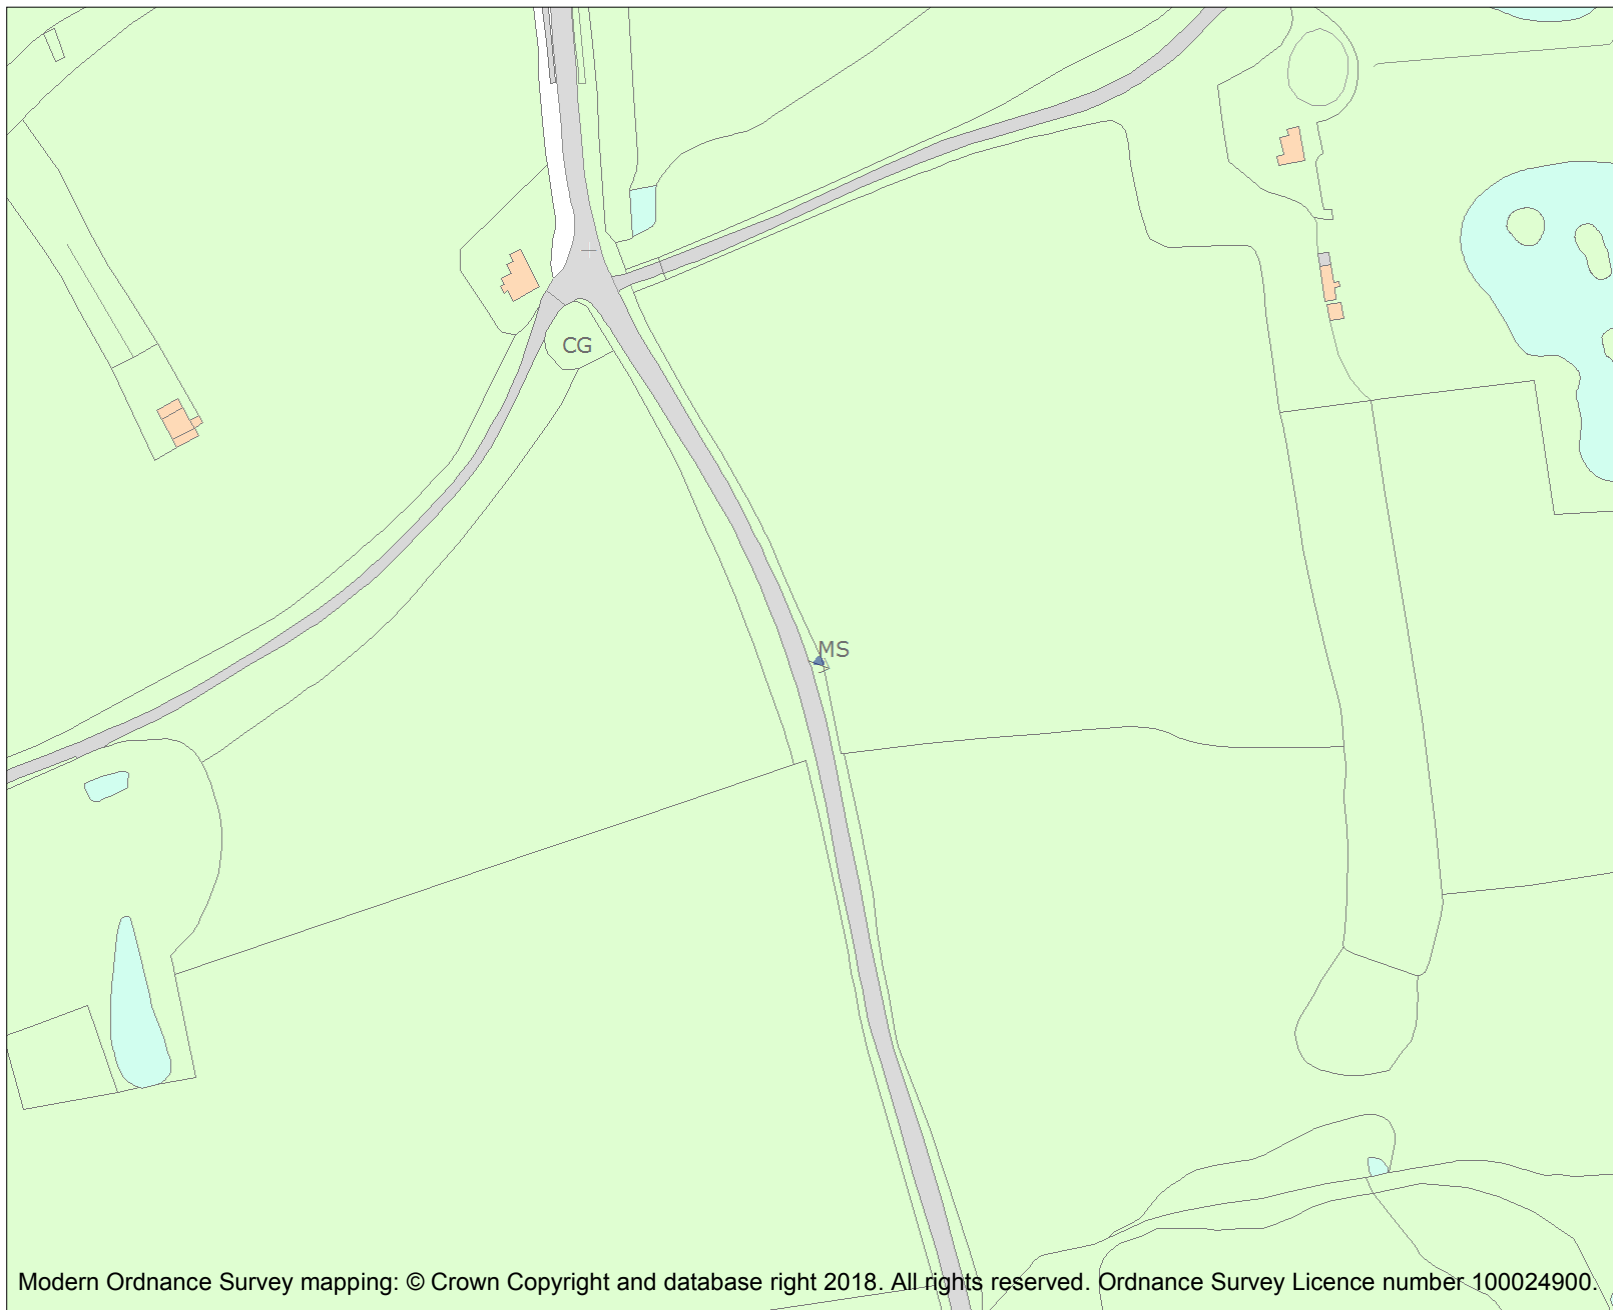 CG
MS
Modern Ordnance Survey mapping: © Crown Copyright and database right 2018. All rights reserved. Ordnance Survey Licence number 100024900.